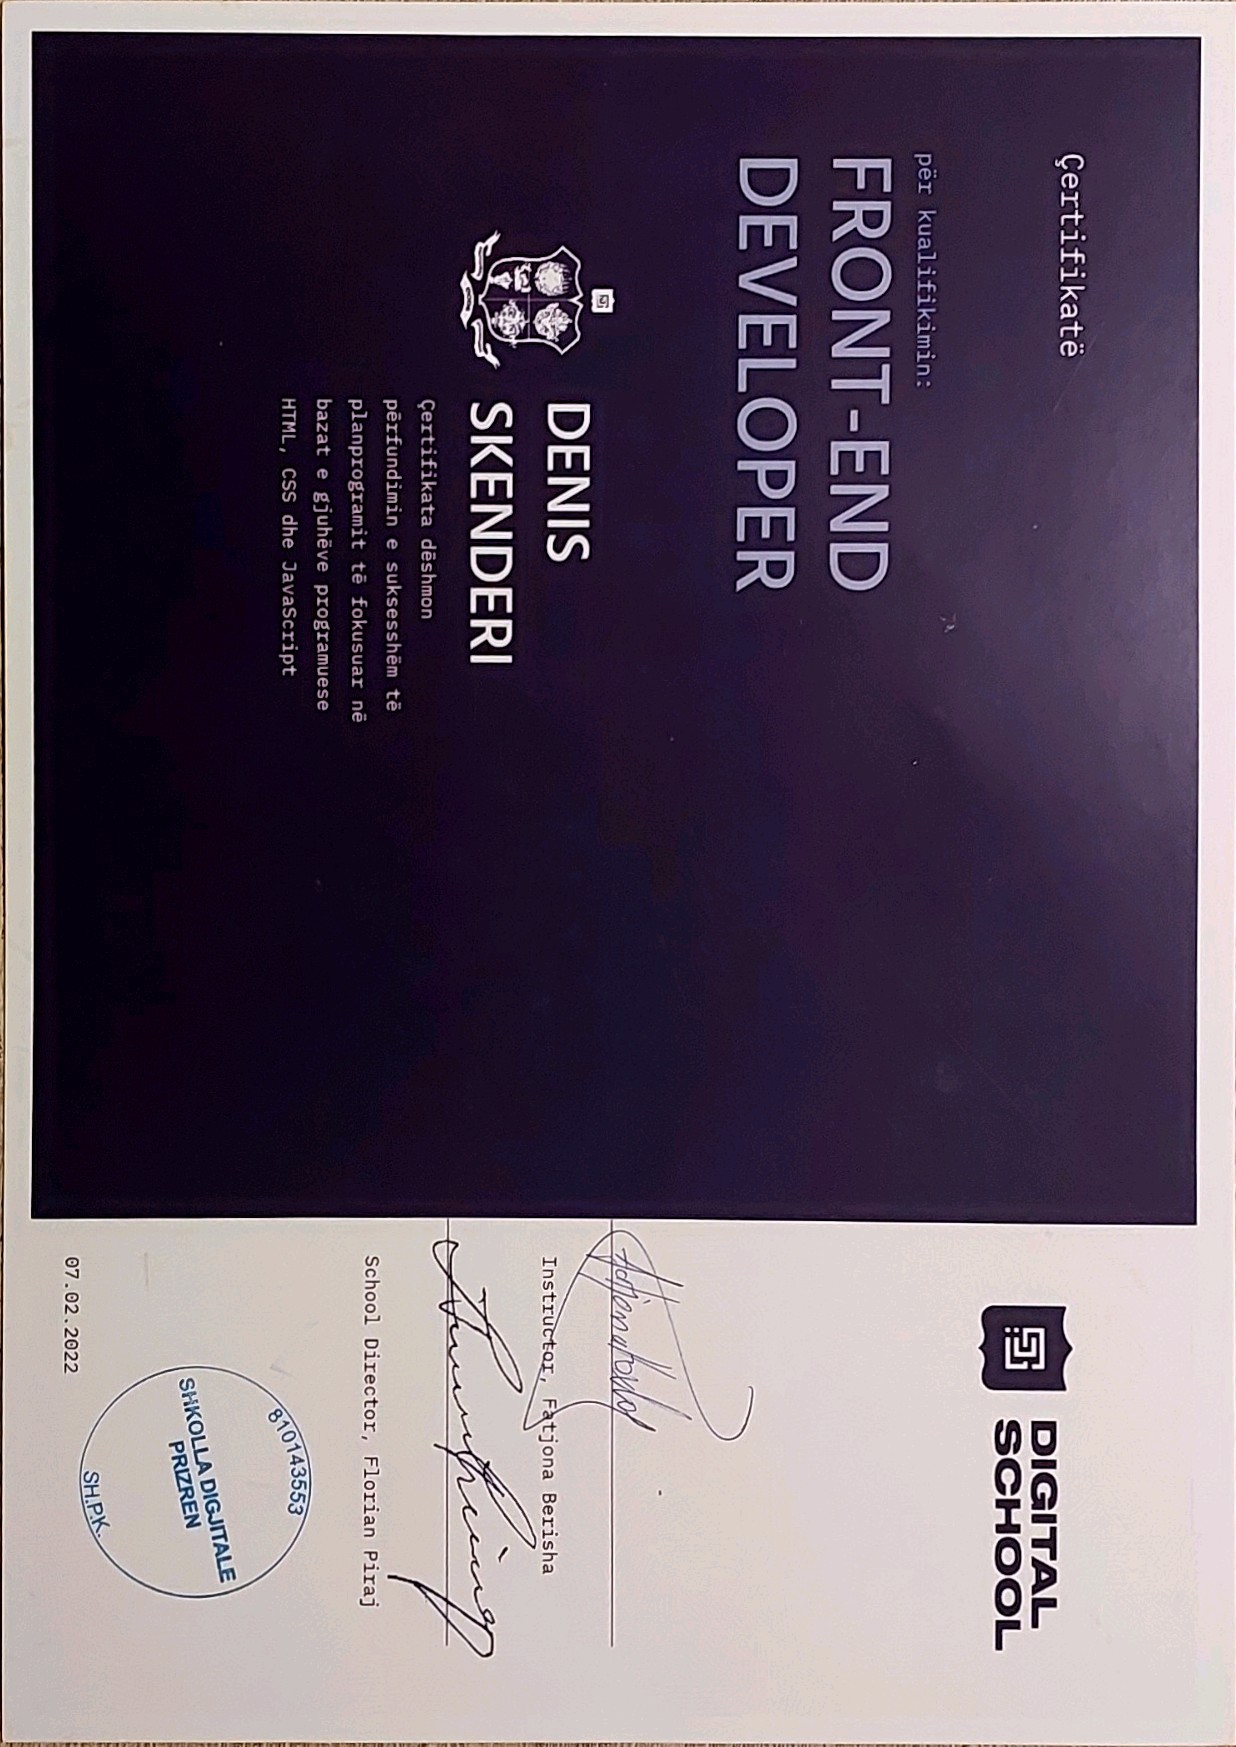 Çertifikatë
për kualifikimin:
FRONT-END
DEVELOPER
DENIS
SKENDERI
Çertifikata dëshmon
përfundimin e suksesshëm të
planprogramit të fokusuar në
bazat e gjuhëve programuese
HTML, CSS dhe JavaScript
DIGITAL
SCHOOL
Instructor, Fatjona Berisha
School Director, Florian Piraj
07.02.2022
810143553
SHKOLLA DIGJITALE
PRIZREN
SH.P.K.